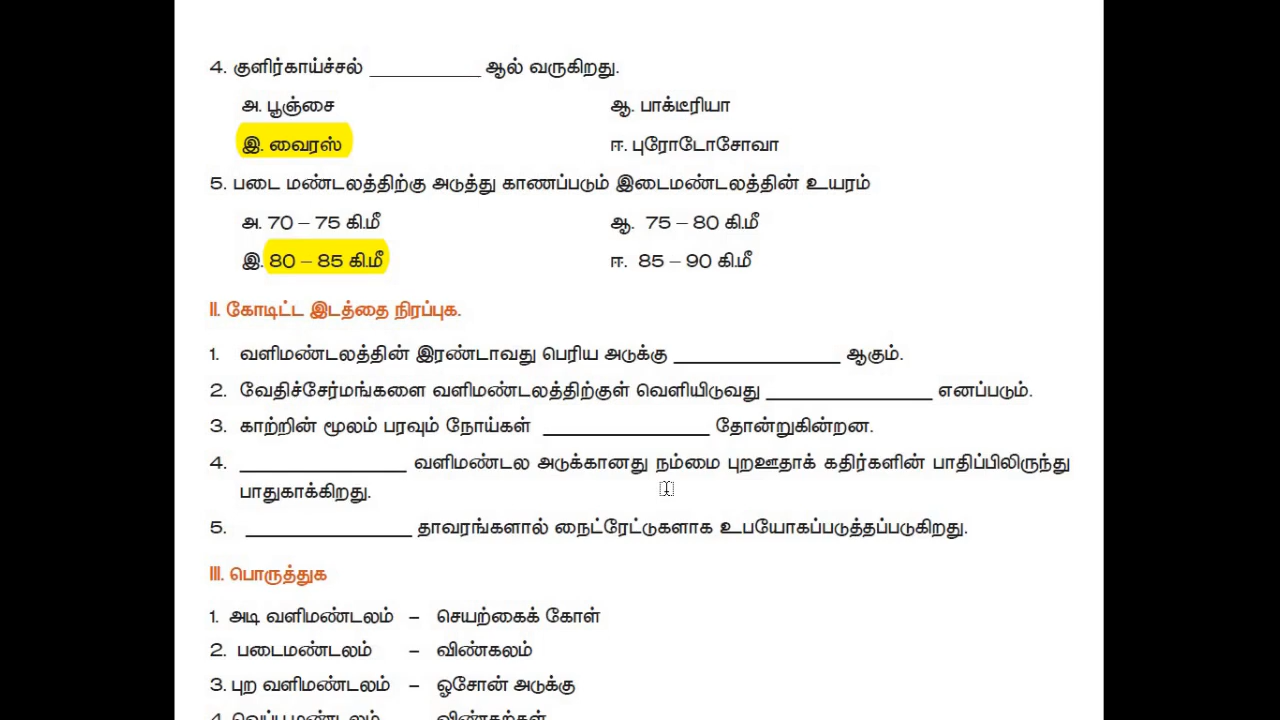 4. குளிர்காய்ச்சல் ____________ ஆல் வருகிறது.
அ. பூஞ்சை ஆ. பாக்டீரியா
இ. வைரஸ் ஈ. புரோடோசோவா
5. படை மண்டலத்திற்கு அடுத்து காணப்படும் இடைமண்டலத்தின் உயரம்
அ. 70 – 75 கி.மீ ஆ. 75 – 80 கி.மீ
இ. 80 – 85 கி.மீ ஈ. 85 – 90 கி.மீ
II. கோடிட்ட இடத்தை நிரப்புக.
1. வளிமண்டலத்தின் இரண்டாவது பெரிய அடுக்கு ________________ ஆகும்.
2. வேதிச்சேர்மங்களை வளிமண்டலத்திற்குள் வெளியிடுவது ________________ எனப்படும்.
3. காற்றின் மூலம் பரவும் நோய்கள் ________________ தோன்றுகின்றன.
4. ________________ வளிமண்டல அடுக்கானது நம்மை புறஊதாக் கதிர்களின் பாதிப்பிலிருந்து
பாதுகாக்கிறது.
5. ________________ தாவரங்களால் நைட்ரேட்டுகளாக உபயோகப்படுத்தப்படுகிறது.
III. பொருத்துக
1. அடி வளிமண்டலம் – செயற்கைக் கோள்
2. படைமண்டலம் – விண்கலம்
3. புற வளிமண்டலம் – ஓசோன் அடுக்கு
4. வெப்ப மண்டலம் – விண்கற்கள்